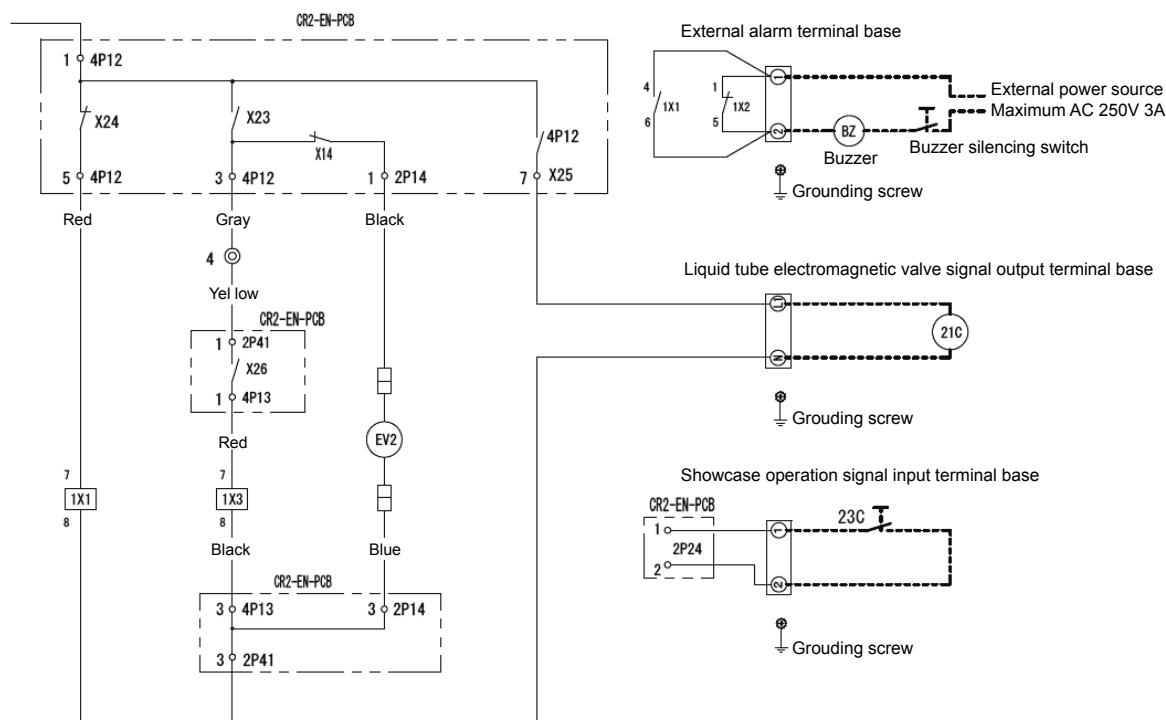 CR2-EN-PCB
1 4P12
X24
X23
X14
4P12
5 4P12
3 4P12
1 2P14
7 X25
Red
Gray
Black
4
Yel low
CR2-EN-PCB
1 2P41
X26
1 4P13
Red
EV2
7
1X1
8
7
1X3
8
Black
Blue
CR2-EN-PCB
3 4P13
3 2P14
3 2P41
External alarm terminal base
4
1X1
6
1
1X2
5
1
2
External power source
Maximum AC 250V 3A
BZ
Buzzer
Buzzer silencing switch
Grounding screw
Liquid tube electromagnetic valve signal output terminal base
L1
N
21C
Grouding screw
Showcase operation signal input terminal base
CR2-EN-PCB
1
2P24
2
1
2
23C
Grouding screw